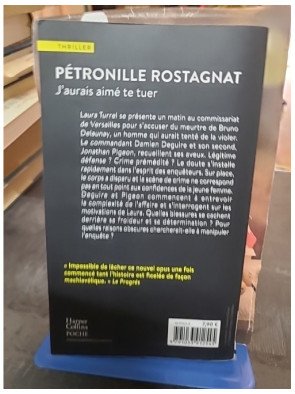 THRILLER
PÉTRONILLE ROSTAGNAT
J'aurais aimé te tuer
Laura Turrel se présente un matin au commissariat
de Versailles pour s'accuser du meurtre de Bruno
Delaunay, un homme qui aurait tenté de la violer.
Le commandant Damien Deguire et son second,
Jonathan Pigeon, recueillent ses aveux. Légitime
défense ? Crime prémédité ? Le doute s'installe
rapidement dans l'esprit des enquêteurs. Sur place,
le corps a disparu et la scène de crime ne correspond
pas en tout point aux confidences de la jeune femme.
Deguire et Pigeon commencent à entrevoir
la complexité de l'affaire et s'interrogent sur les
motivations de Laura. Quelles blessures se cachent
derrière sa froideur et sa détermination ? Pour
quelles raisons obscures chercherait-elle à manipuler
l'enquête ?
« Impossible de lâcher ce nouvel opus une fois
commencé tant l'histoire est ficelée de façon
machiavélique. » Le Progrès
Harper
Collins
POCHE
7,90 €